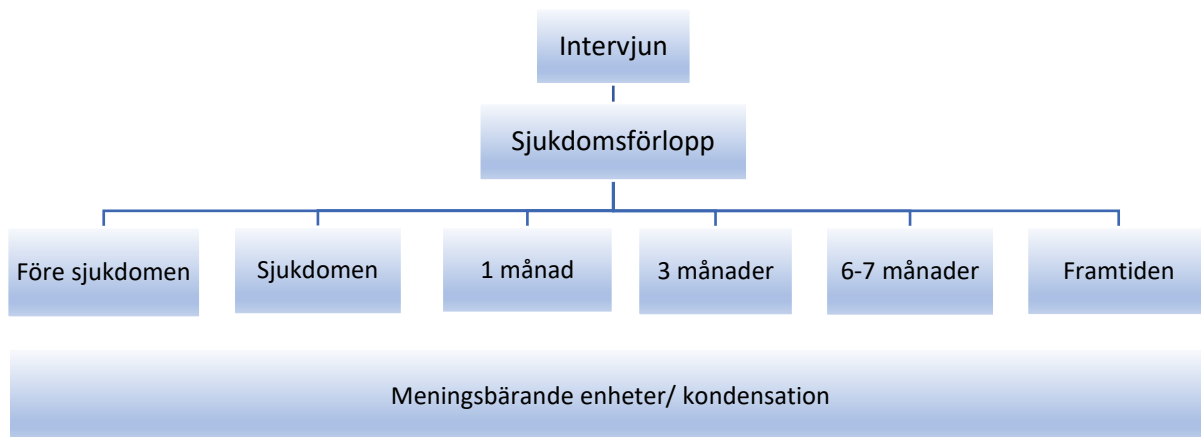 Intervjun
Sjukdomsförlopp
Före sjukdomen
Sjukdomen
1 månad
3 månader
6-7 månader
Framtiden
Meningsbärande enheter/ kondensation